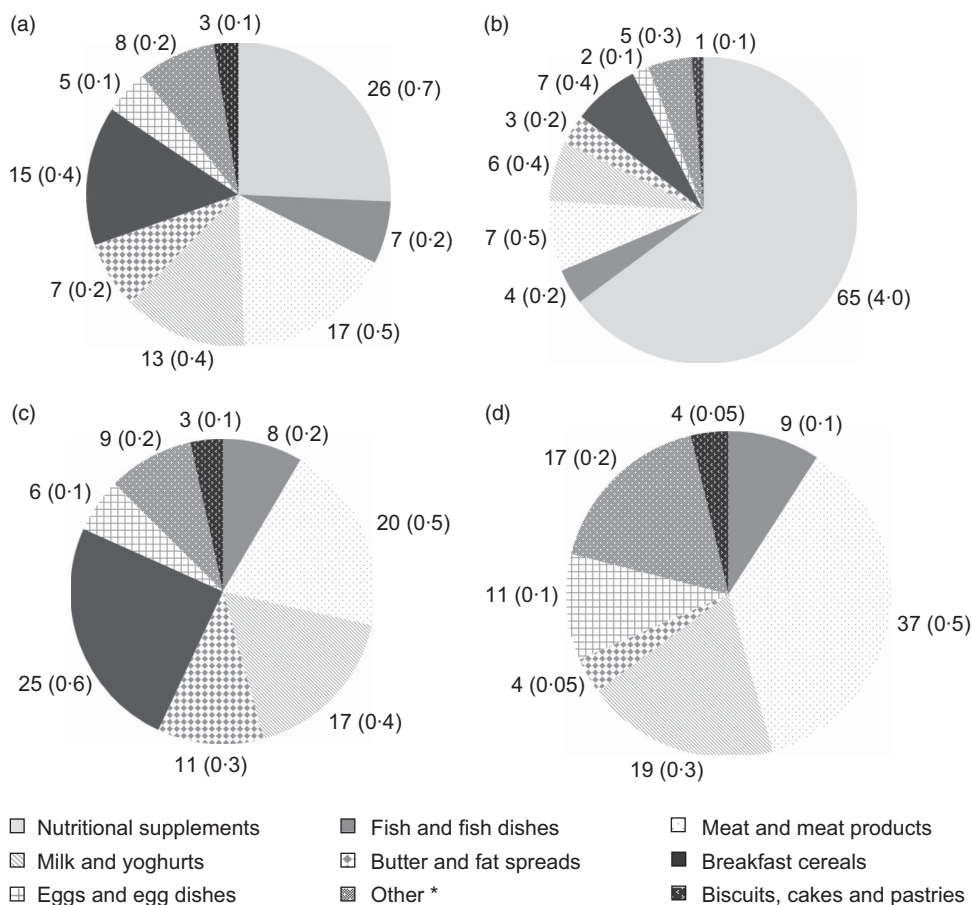 (a)
3 (0·1)
8 (0·2)
5 (0·1)
26 (0·7)
15 (0·4)
7 (0·2)
7 (0·2)
17 (0·5)
13 (0·4)
(b)
5 (0·3)
1 (0·1)
2 (0·1)
7 (0·4)
3 (0·2)
6 (0·4)
7 (0·5)
4 (0·2)
65 (4·0)
(c)
3 (0·1)
8 (0·2)
9 (0·2)
6 (0·1)
20 (0·5)
25 (0·6)
17 (0·4)
11 (0·3)
(d)
4 (0·05)
9 (0·1)
17 (0·2)
11 (0·1)
37 (0·5)
4 (0·05)
19 (0·3)
Nutritional supplements
Fish and fish dishes
Meat and meat products
Milk and yoghurts
Butter and fat spreads
Breakfast cereals
Eggs and egg dishes
Other *
Biscuits, cakes and pastries